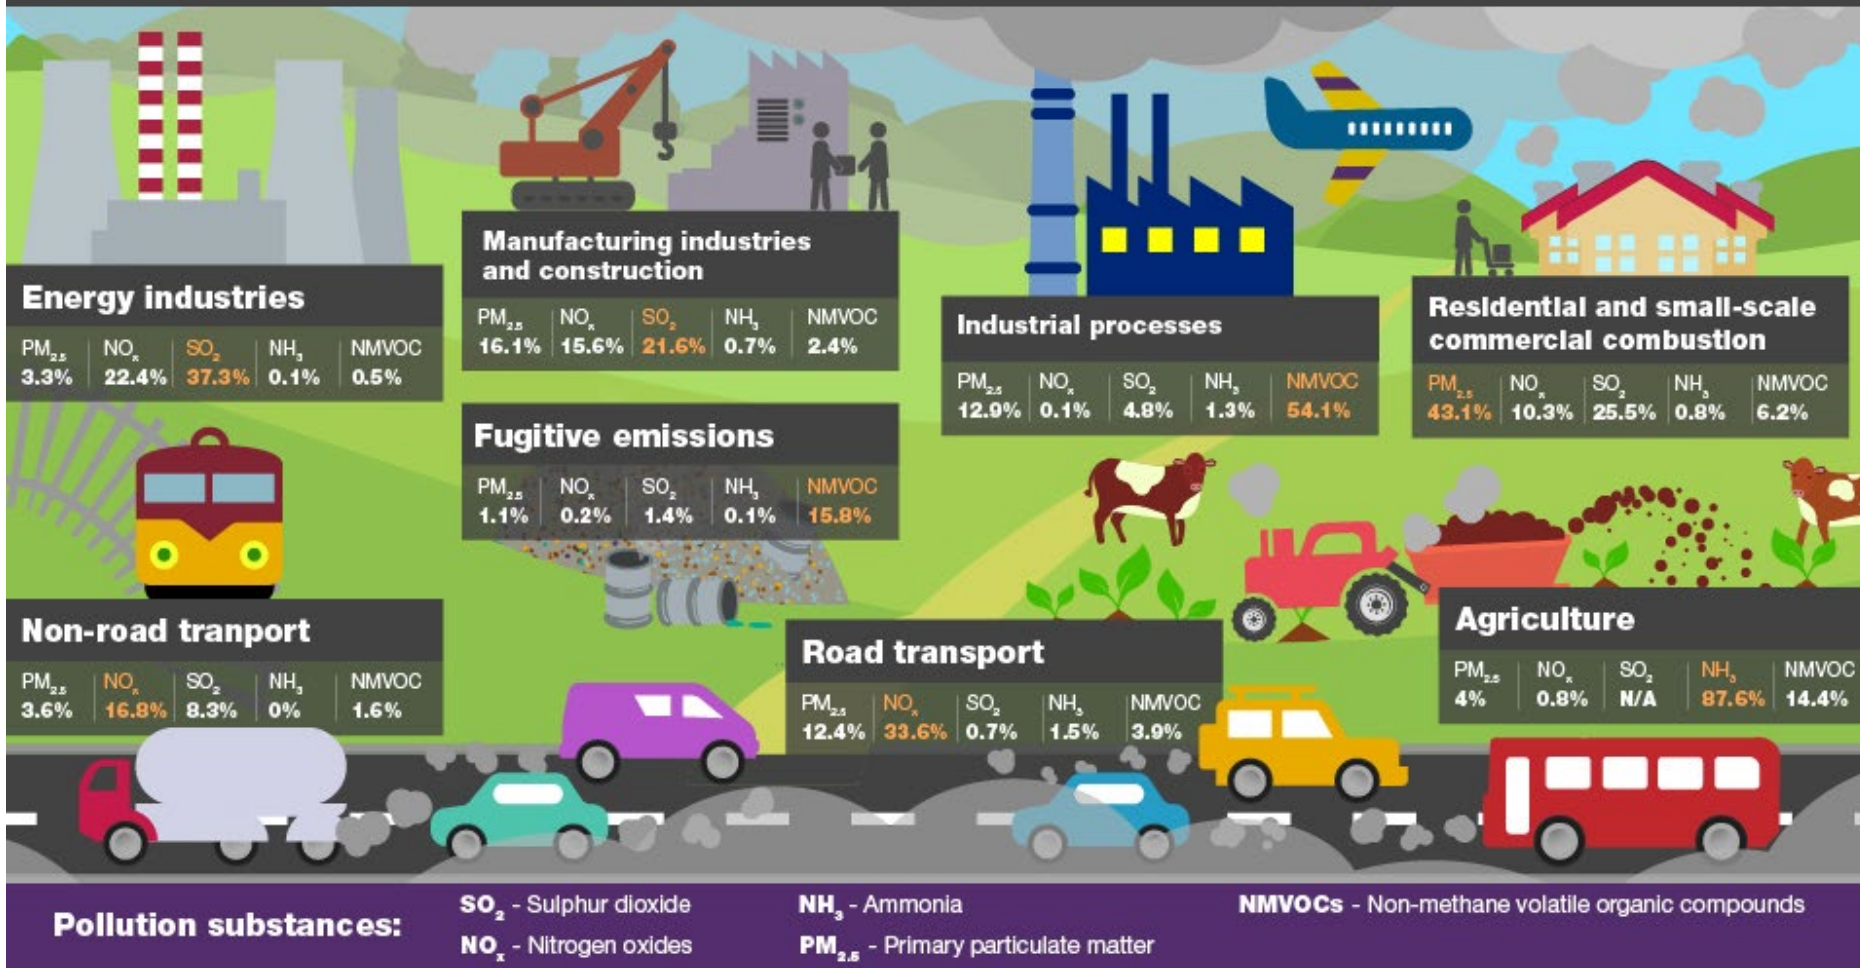 Energy industries
PM2.5 NOx SO2 NH3 NMVOC
3.3% 22.4% 37.3% 0.1% 0.5%
Manufacturing industries
and construction
PM2.5 NOx SO2 NH3 NMVOC
16.1% 15.6% 21.6% 0.7% 2.4%
Industrial processes
PM2.5 NOx SO2 NH3 NMVOC
12.9% 0.1% 4.8% 1.3% 54.1%
Residential and small-scale
commercial combustion
PM2.5 NOx SO2 NH3 NMVOC
43.1% 10.3% 25.5% 0.8% 6.2%
Fugitive emissions
PM2.5 NOx SO2 NH3 NMVOC
1.1% 0.2% 1.4% 0.1% 15.8%
Non-road tranport
PM2.5 NOx SO2 NH3 NMVOC
3.6% 16.8% 8.3% 0% 1.6%
Road transport
PM2.5 NOx SO2 NH3 NMVOC
12.4% 33.6% 0.7% 1.5% 3.9%
Agriculture
PM2.5 NOx SO2 NH3 NMVOC
4% 0.8% N/A 87.6% 14.4%
Pollution substances:
SO2 - Sulphur dioxide
NOx - Nitrogen oxides
NH3 - Ammonia
PM2.5 - Primary particulate matter
NMVOCs - Non-methane volatile organic compounds